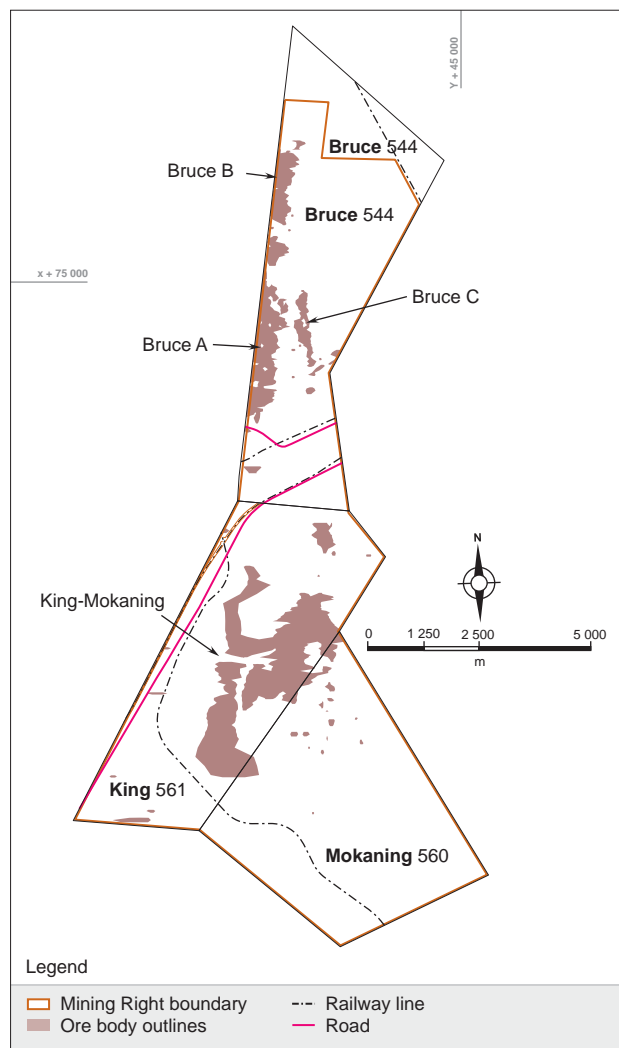 Y + 45 000
Bruce 544
Bruce B
Bruce 544
x + 75 000
Bruce C
Bruce A
N
King-Mokaning
0 1 250 2 500 5 000
m
King 561
Mokaning 560
Legend
Mining Right boundary
Railway line
Ore body outlines
Road